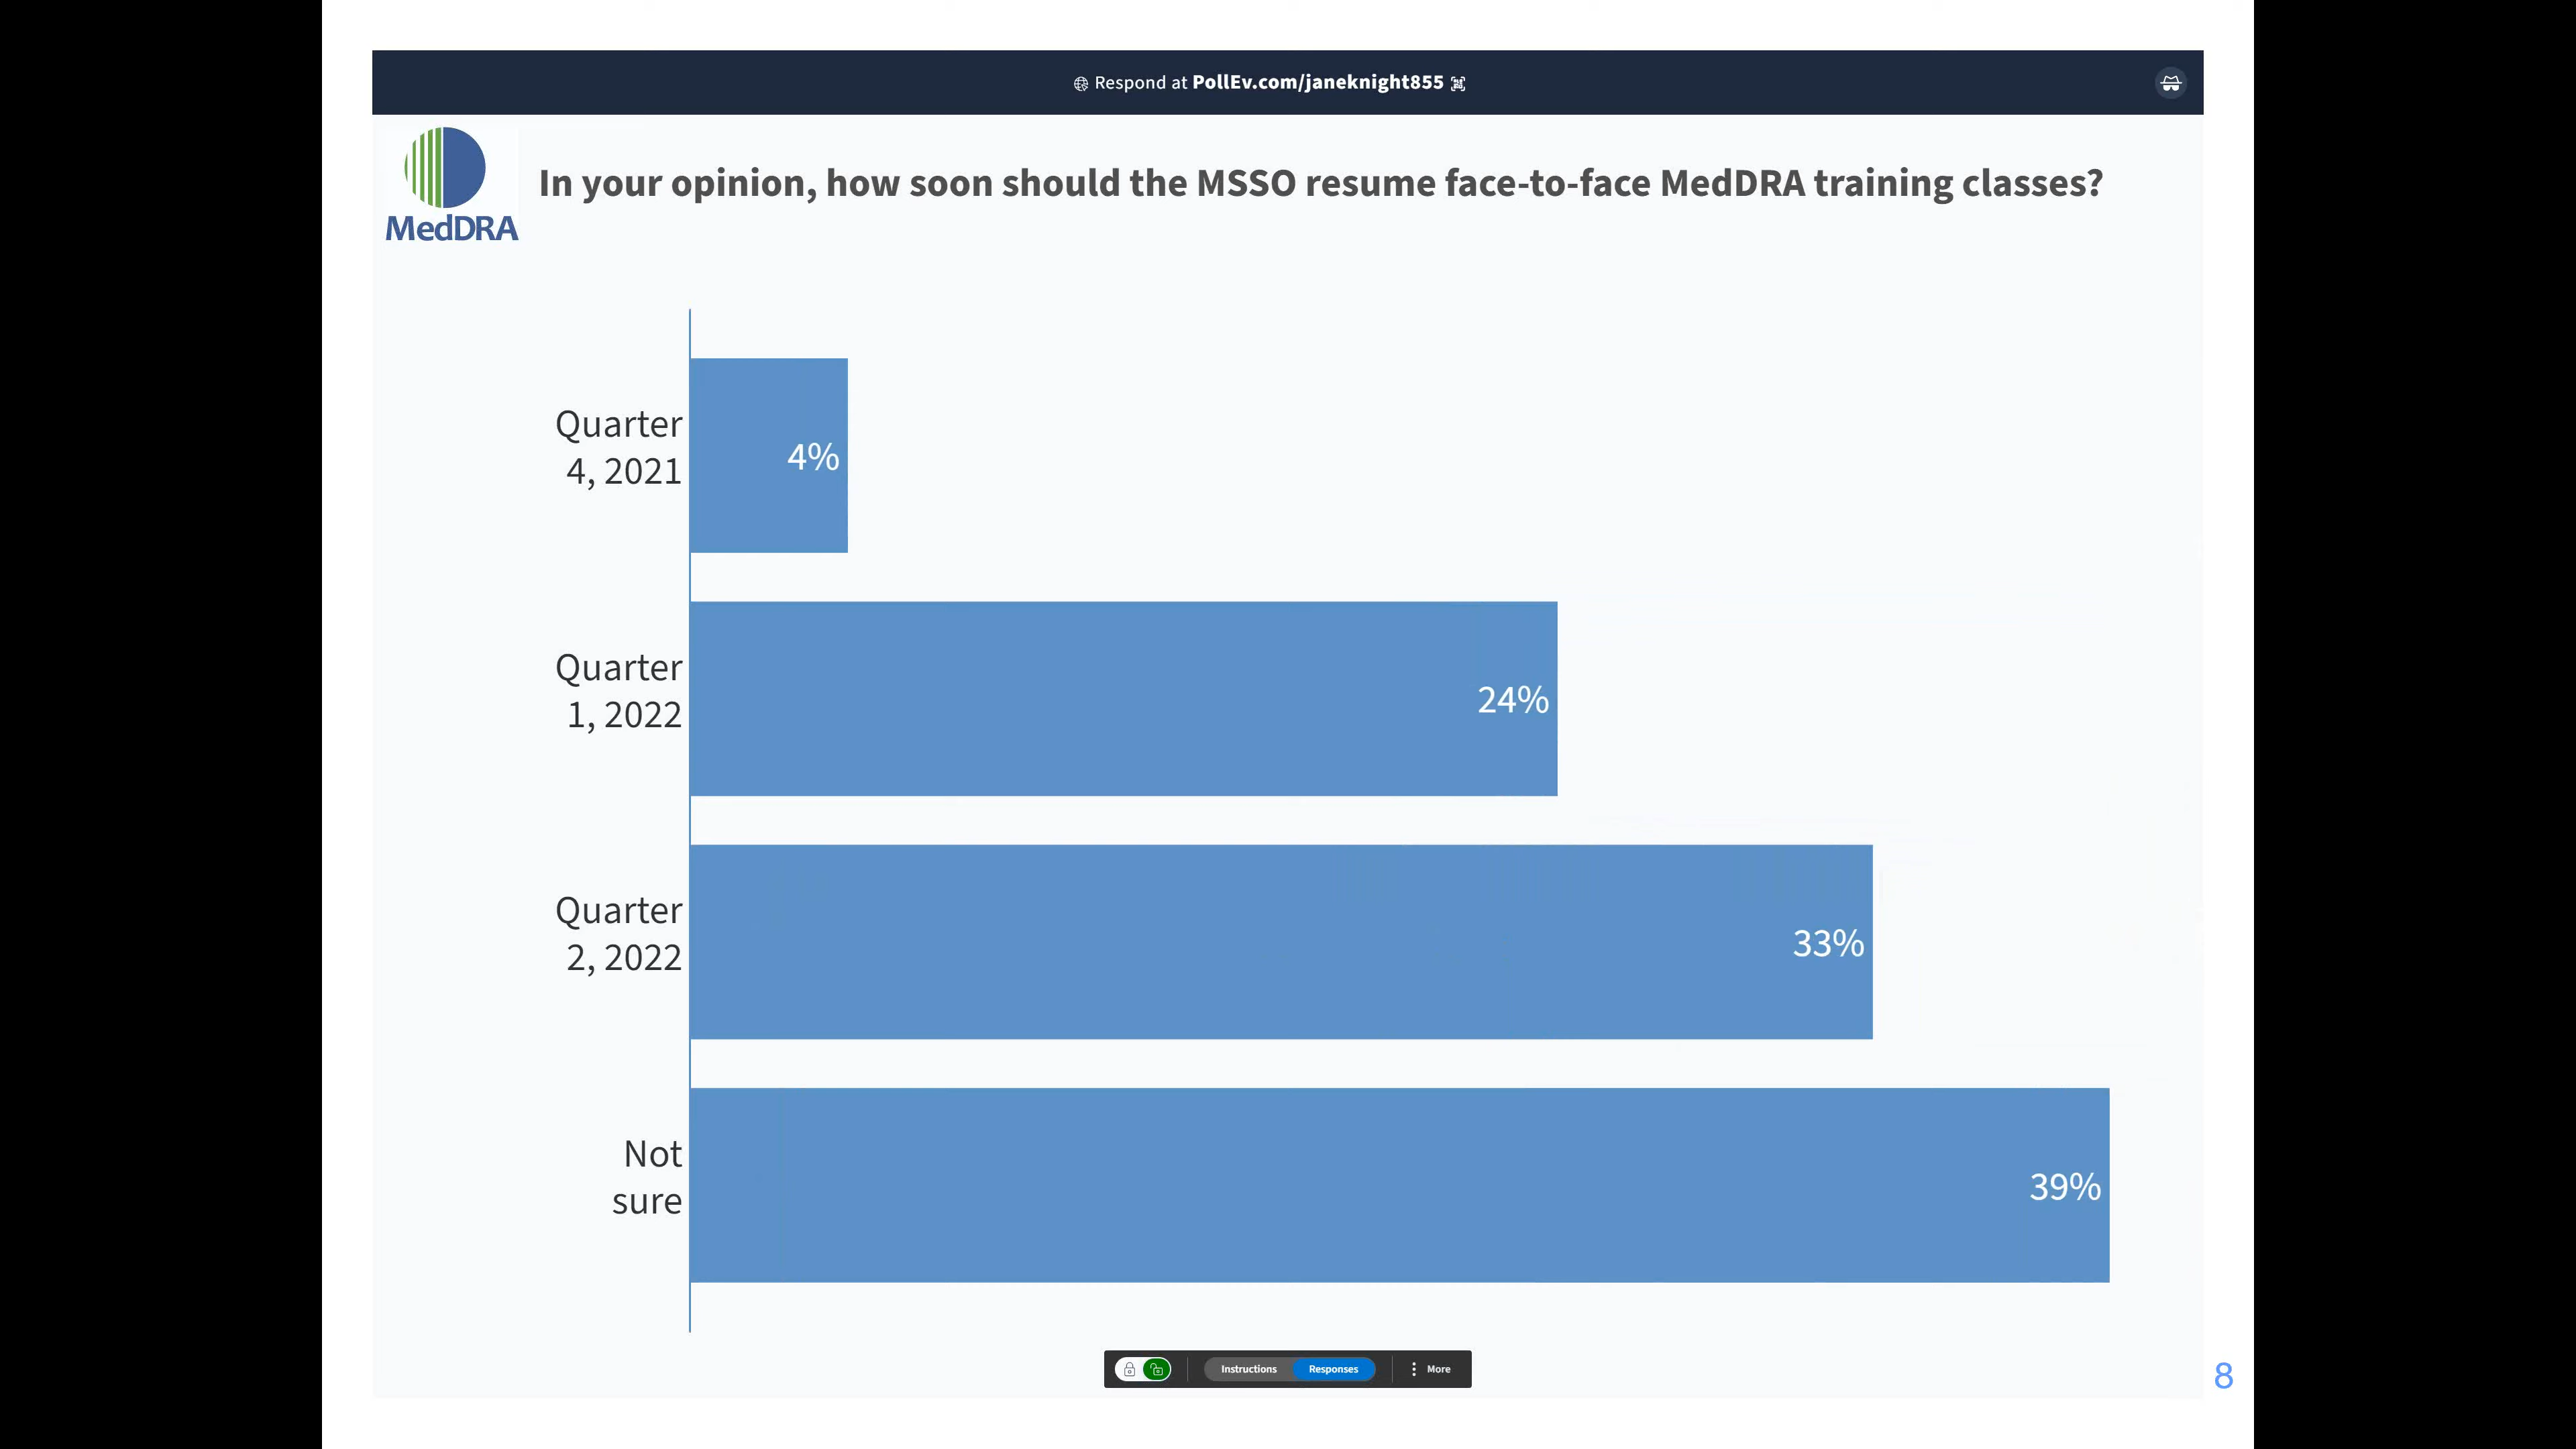 Respond at PollEv.com/janeknight855
MedDRA
In your opinion, how soon should the MSSO resume face-to-face MedDRA training classes?
Quarter
4, 2021
4%
Quarter
1, 2022
24%
Quarter
2, 2022
33%
Not
sure
39%
Instructions
Responses
More
8